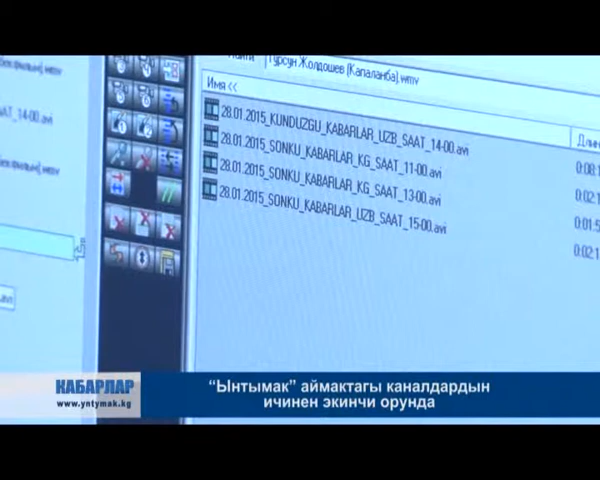 Турсун Жолдошев (Капаланба).wmv
Имя <<
28.01.2015_KUNDUZGU_KABARLAR_UZB_SAAT_14-00.avi
28.01.2015_SONKU_KABARLAR_KG_SAAT_11-00.avi
28.01.2015_SONKU_KABARLAR_KG_SAAT_13-00.avi
28.01.2015_SONKU_KABARLAR_UZB_SAAT_15-00.avi
КАБАРЛАР
www.yntymak.kg
“Ынтымак” аймактагы каналдардын
ичинен экинчи орунда